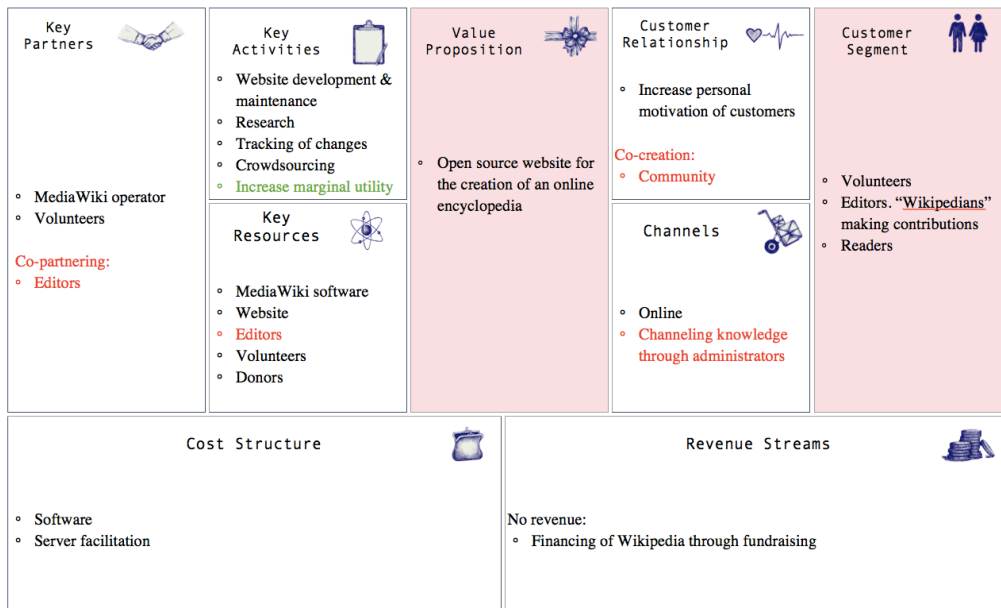 Key
Partners
MediaWiki operator
Volunteers
Co-partnering:
Editors
Key
Activities
Website development &
maintenance
Research
Tracking of changes
Crowdsourcing
Increase marginal utility
Key
Resources
MediaWiki software
Website
Editors
Volunteers
Donors
Value
Proposition
Open source website for
the creation of an online
encyclopedia
Customer
Relationship
Increase personal
motivation of customers
Co-creation:
Community
Channels
Online
Channeling knowledge
through administrators
Customer
Segment
Volunteers
Editors. “Wikipedians”
making contributions
Readers
Cost Structure
Software
Server facilitation
Revenue Streams
No revenue:
Financing of Wikipedia through fundraising